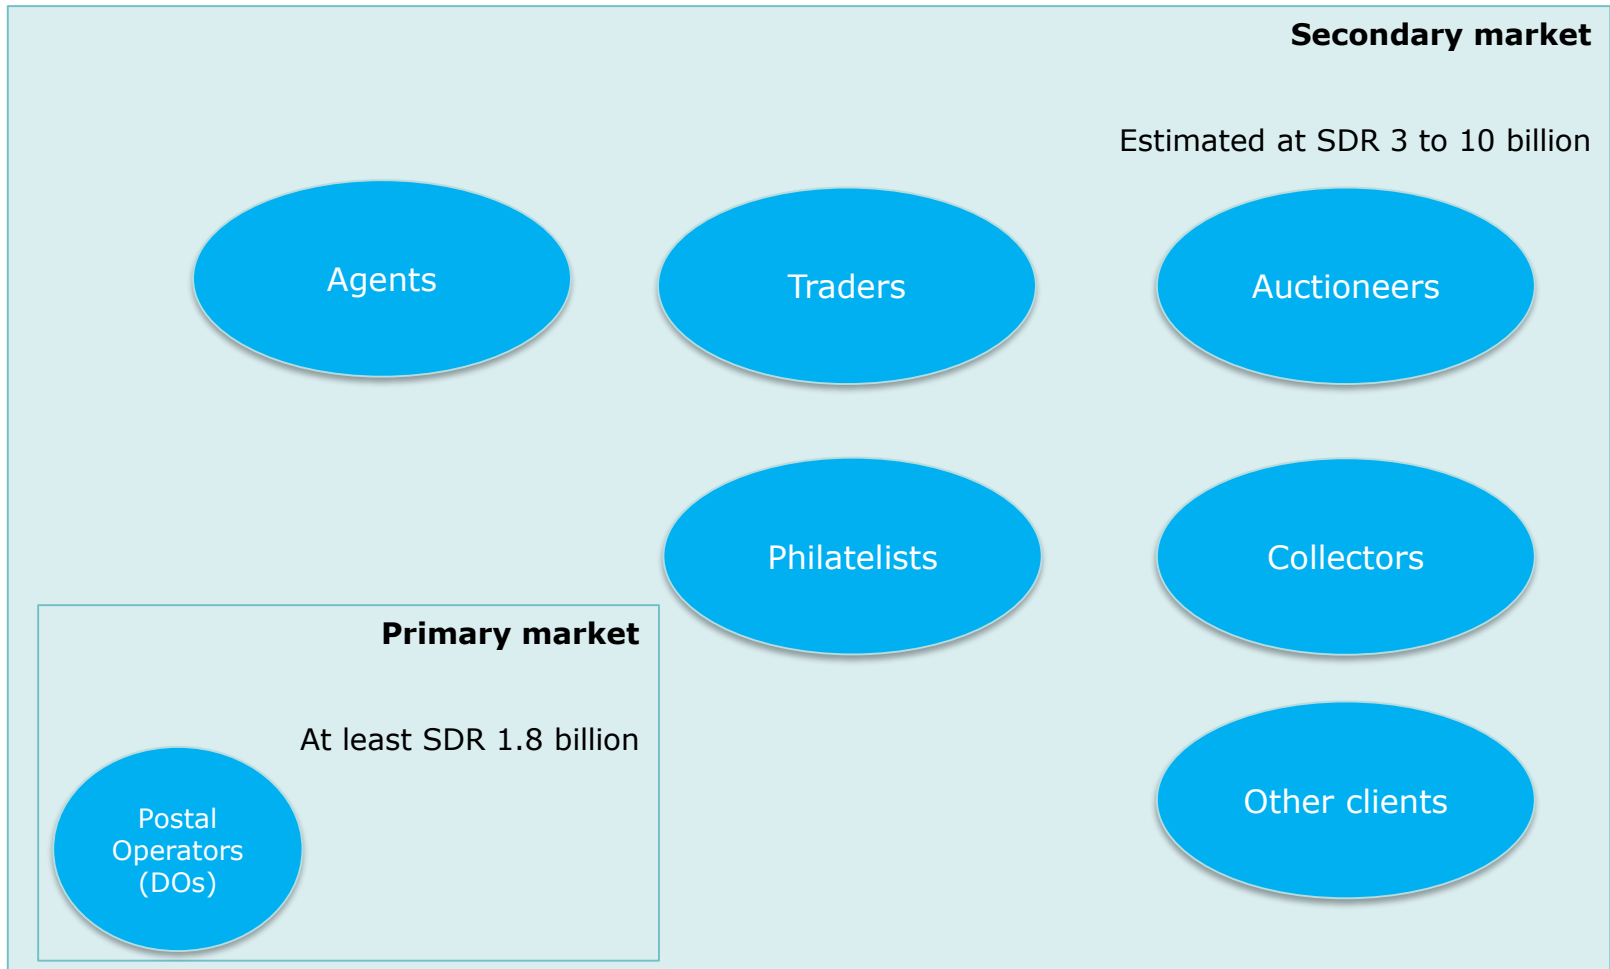 Secondary market
Estimated at SDR 3 to 10 billion
Agents
Traders
Auctioneers
Philatelists
Collectors
Primary market
At least SDR 1.8 billion
Postal
Operators
(DOs)
Other clients